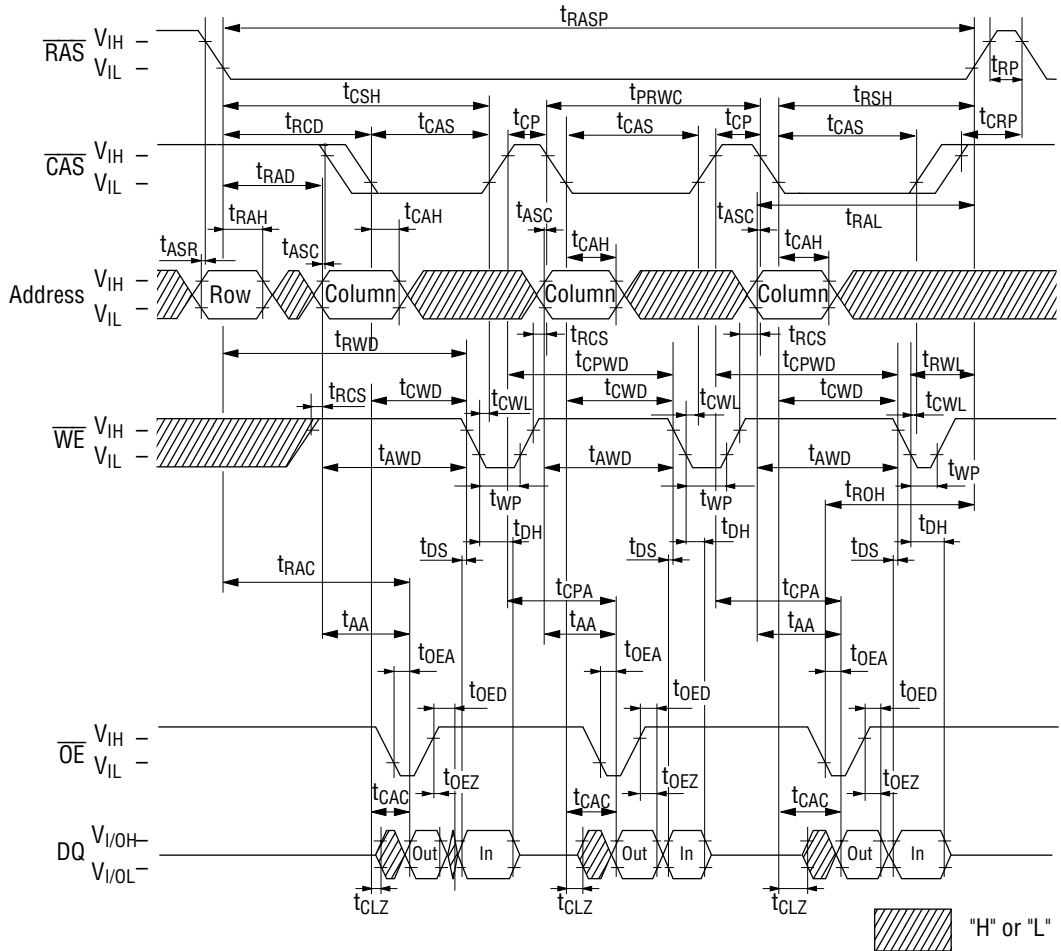 tRASP
RAS VIH
VIL
tRP
tCSH
tPRWC
tRSH
tRCD
tCAS
tCP
tCAS
tCP
tCAS
tCRP
CAS VIH
VIL
tRAD
tRAH
tCAH
tASC
tASC
tRAL
tASR
tASC
tCAH
tCAH
Address VIH
VIL
Row
Column
Column
Column
tRWD
tRCS
tRCS
tCPWD
tCPWD
tRWL
tRCS
tCWD
tCWL
tCWD
tCWL
tCWD
tCWL
WE VIH
VIL
tAWD
tAWD
tAWD
tWP
tWP
tWP
tROH
tDH
tDH
tDH
tDS
tDS
tDS
tRAC
tCPA
tCPA
tAA
tAA
tAA
tOEA
tOEA
tOEA
tOED
tOED
tOED
OE VIH
VIL
tOEZ
tOEZ
tOEZ
tCAC
tCAC
tCAC
DQ VI/OH
VI/OL
Out
In
Out
In
Out
In
tCLZ
tCLZ
tCLZ
"H" or "L"